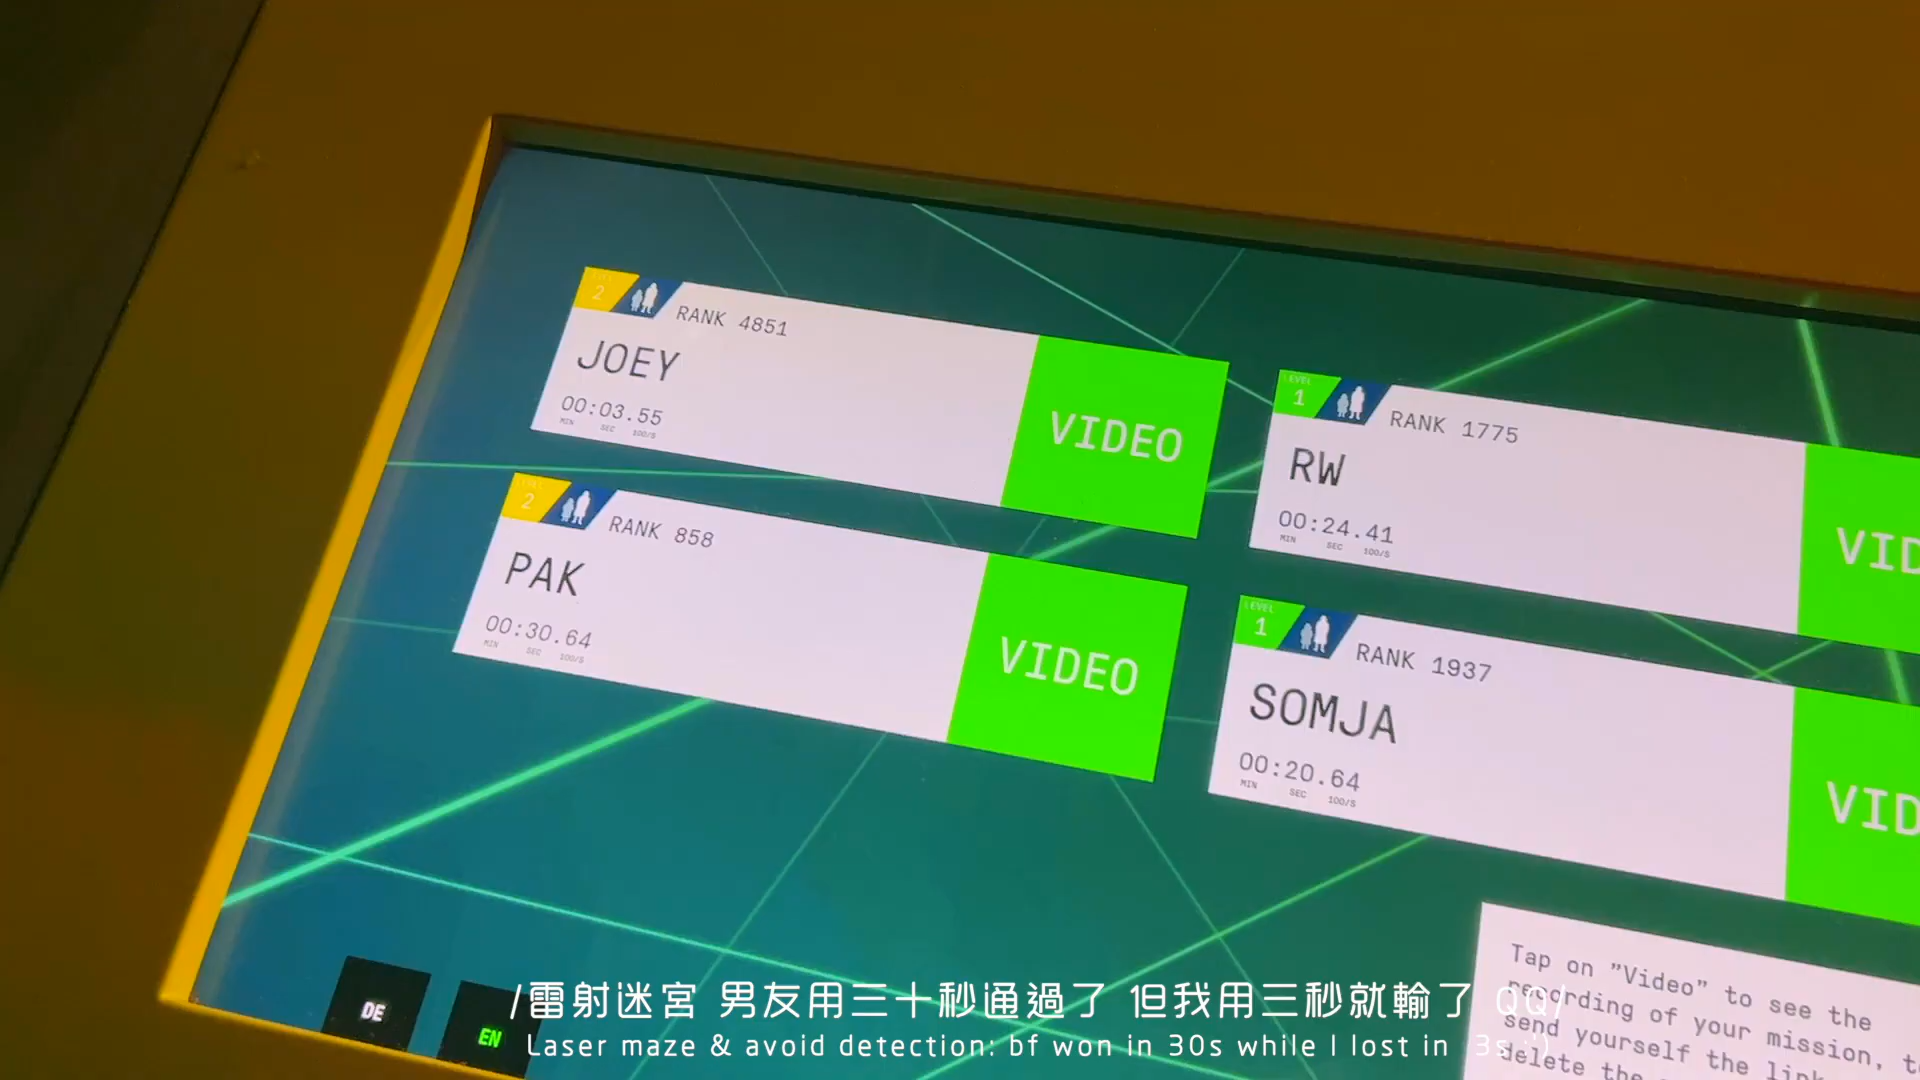 LEVEL
2
RANK 4851
JOEY
00:03.55
MIN SEC 100/S
VIDEO
LEVEL
1
RANK 1775
RW
00:24.41
MIN SEC 100/S
VID
LEVEL
2
RANK 858
PAK
00:30.64
MIN SEC 100/S
VIDEO
LEVEL
1
RANK 1937
SOMJA
00:20.64
MIN SEC 100/S
VID
Tap on ”Video” to see the
recording of your mission,
send yourself the link
delete the
DE
EN
/雷射迷宮 男友用三十秒通過了 但我用三秒就輸了 QQ/
Laser maze & avoid detection: bf won in 30s while I lost in 3s :')